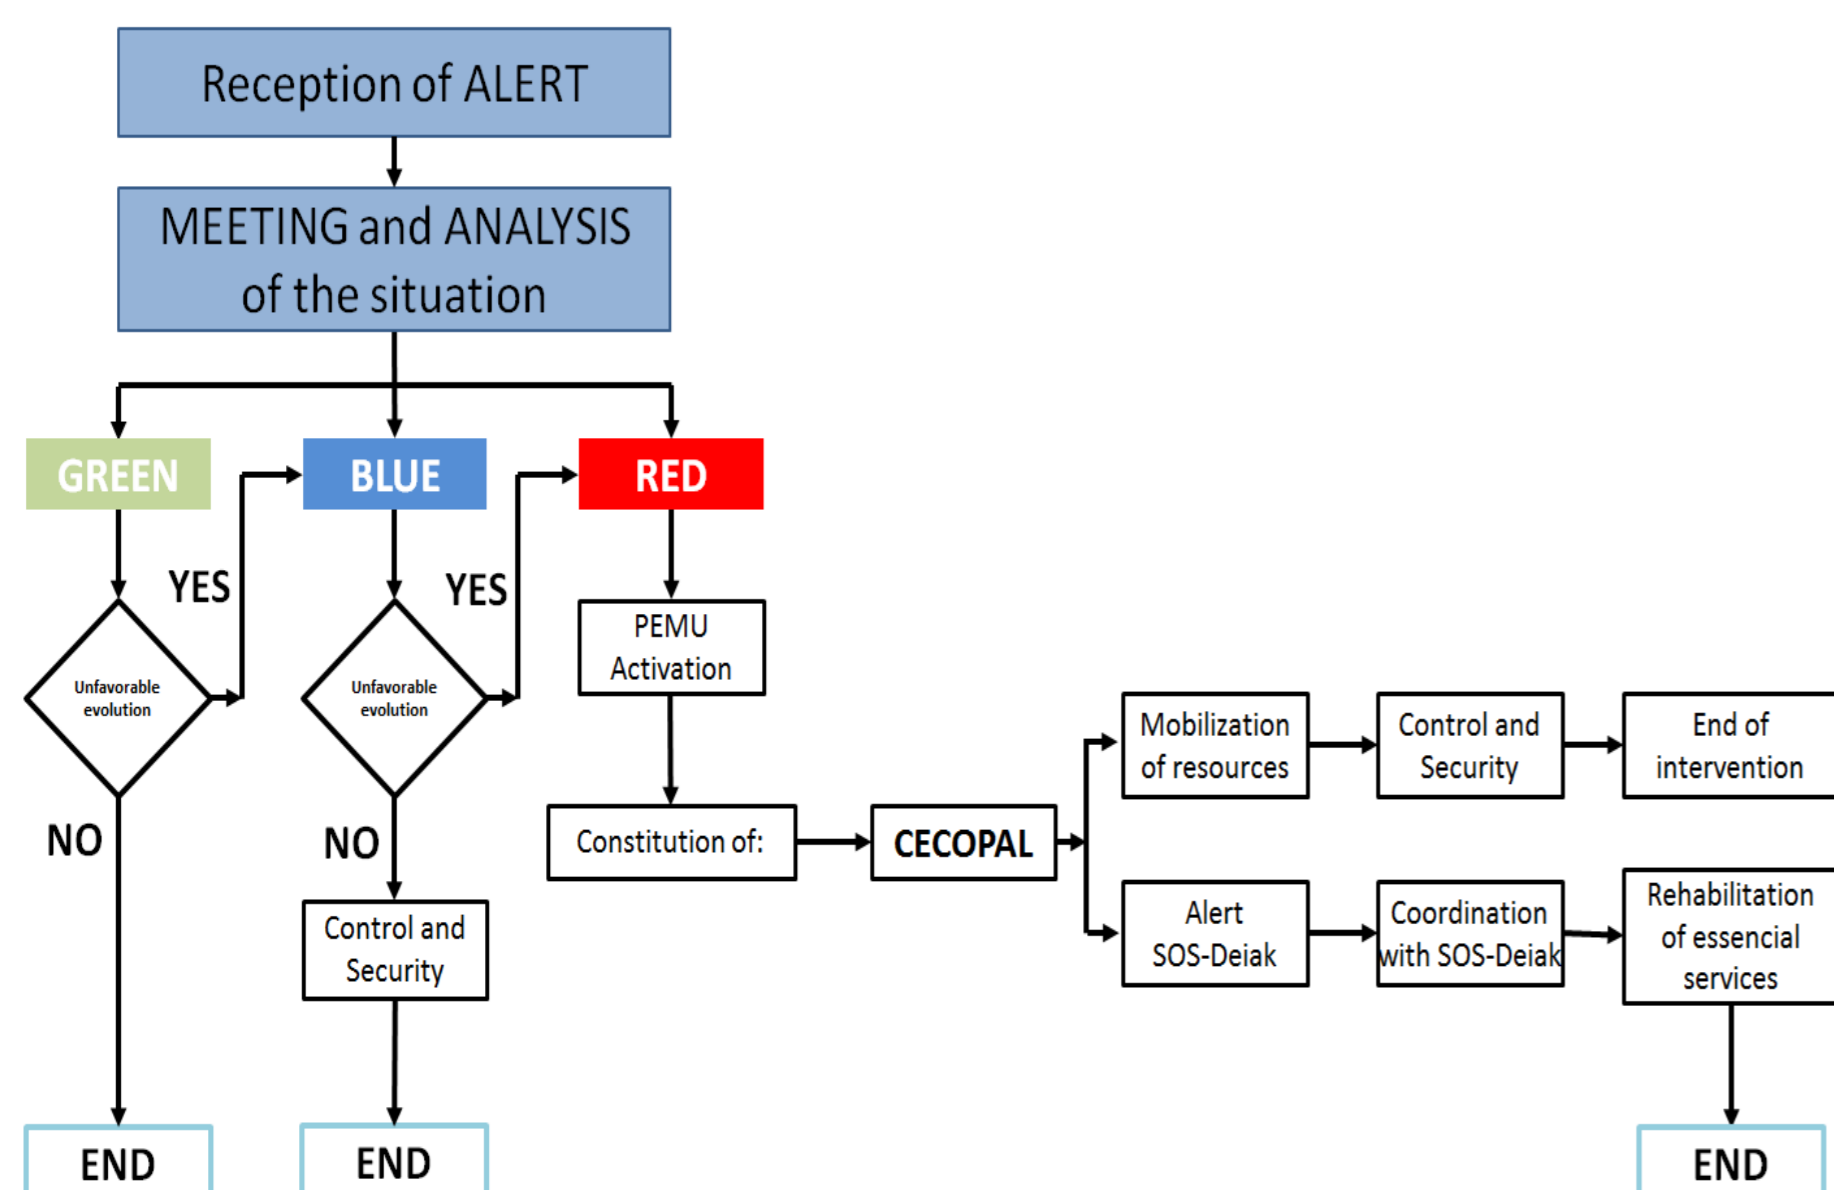 Reception of ALERT
MEETING and ANALYSIS
of the situation
GREEN
BLUE
RED
YES
YES
Unfavorable
evolution
Unfavorable
evolution
PEMU
Activation
NO
NO
Constitution of:
CECOPAL
Mobilization
of resources
Control and
Security
End of
intervention
Alert
SOS-Deiak
Coordination
with SOS-Deiak
Rehabilitation
of essencial
services
Control and
Security
END
END
END